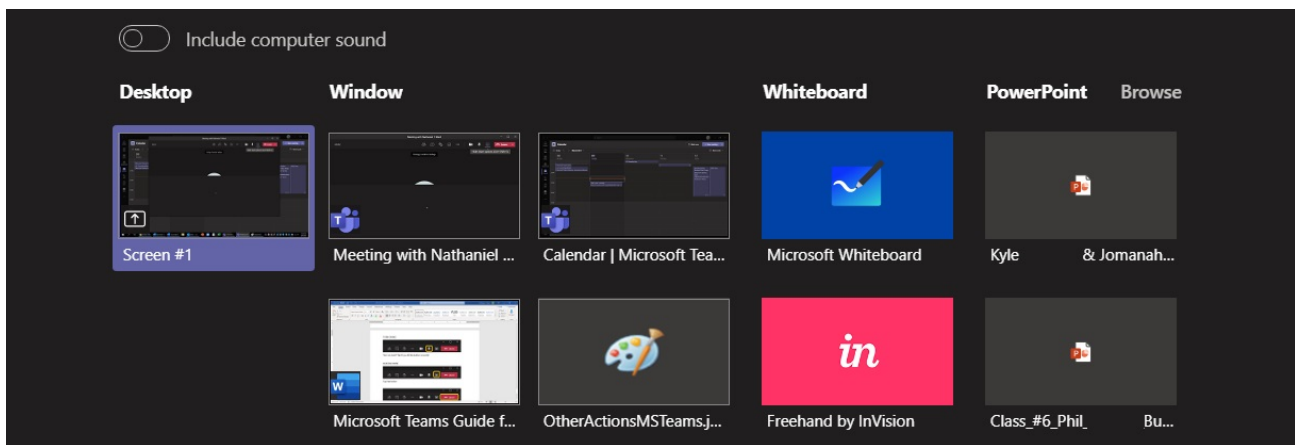 Include computer sound
Desktop
Window
Whiteboard
PowerPoint
Browse
Screen #1
Meeting with Nathaniel ...
Calendar | Microsoft Tea...
Microsoft Whiteboard
Kyle & Jomanah...
W
in
Microsoft Teams Guide f...
OtherActionsMSTeams.j...
Freehand by InVision
Class_#6_Phil_ Bu...